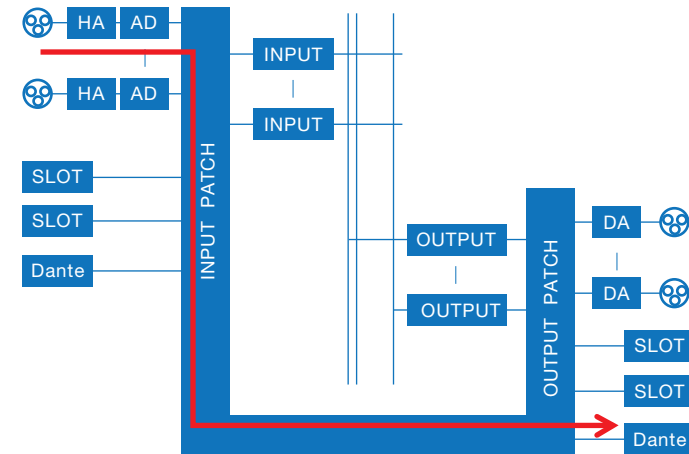 HA AD
INPUT
HA AD
INPUT
SLOT
SLOT
Dante
INPUT PATCH
OUTPUT
OUTPUT
OUTPUT PATCH
DA
DA
SLOT
SLOT
Dante